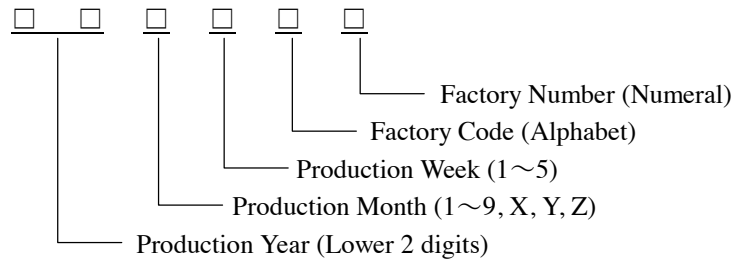 □ □ □ □ □ □
Factory Number (Numeral)
Factory Code (Alphabet)
Production Week (1～5)
Production Month (1～9, X, Y, Z)
Production Year (Lower 2 digits)